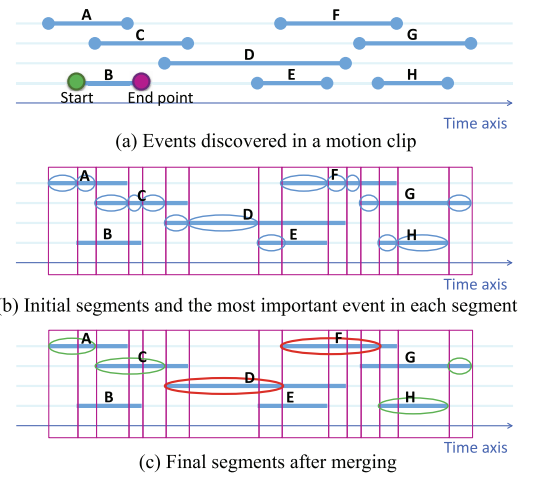 A F
C G
D
B E H
Start End point
Time axis
(a) Events discovered in a motion clip
A F
C G
D
B E H
Time axis
(b) Initial segments and the most important event in each segment
A F
C G
D
B E H
Time axis
(c) Final segments after merging